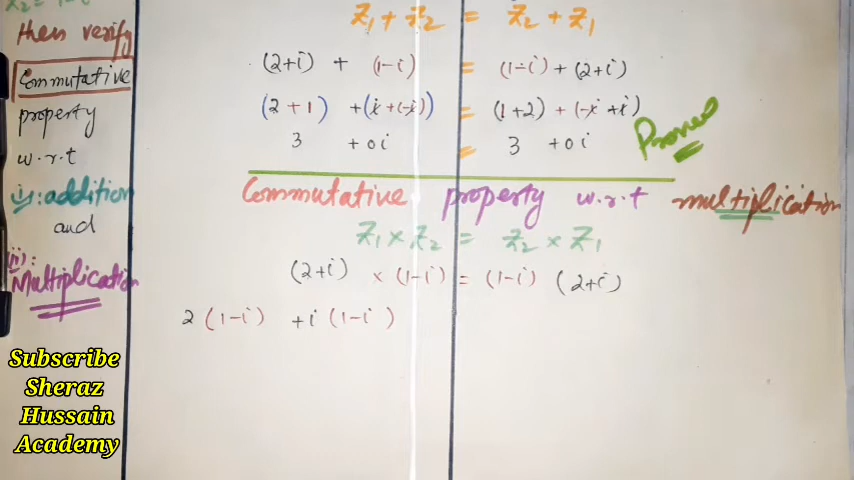 then verify
Commutative
property
w.r.t
i): addition
and
(ii):
Multiplication
Z₁ + Z₂ = Z₂ + Z₁
(2+i) + (1-i) = (1-i) + (2+i)
(2+1) +(i+(-i)) = (1+2) + (-i+i)
3 +0i = 3 +0i
Proved
Commutative property w.r.t multiplication
Z₁ × Z₂ = Z₂ × Z₁
(2+i) × (1-i) = (1-i) (2+i)
2 (1-i) +i (1-i)
Subscribe
Sheraz
Hussain
Academy